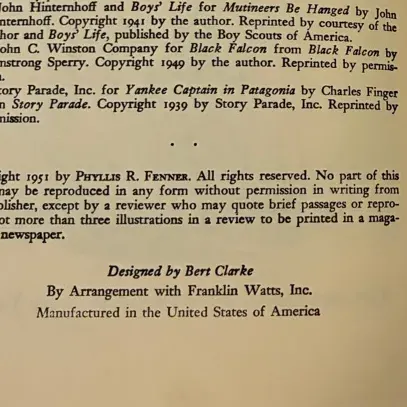 John Hinternhoff and Boys' Life for Mutineers Be Hanged by John
nternhoff. Copyright 1941 by the author. Reprinted by courtesy of the
hor and Boys' Life, published by the Boy Scouts of America.
ohn C. Winston Company for Black Falcon from Black Falcon by
mstrong Sperry. Copyright 1949 by the author. Reprinted by permis-
n.
tory Parade, Inc. for Yankee Captain in Patagonia by Charles Finger
n Story Parade. Copyright 1939 by Story Parade, Inc. Reprinted by
mission.
. .
ight 1951 by PHYLLIS R. FENNER. All rights reserved. No part of this
may be reproduced in any form without permission in writing from
blisher, except by a reviewer who may quote brief passages or repro-
ot more than three illustrations in a review to be printed in a maga-
newspaper.
Designed by Bert Clarke
By Arrangement with Franklin Watts, Inc.
Manufactured in the United States of America